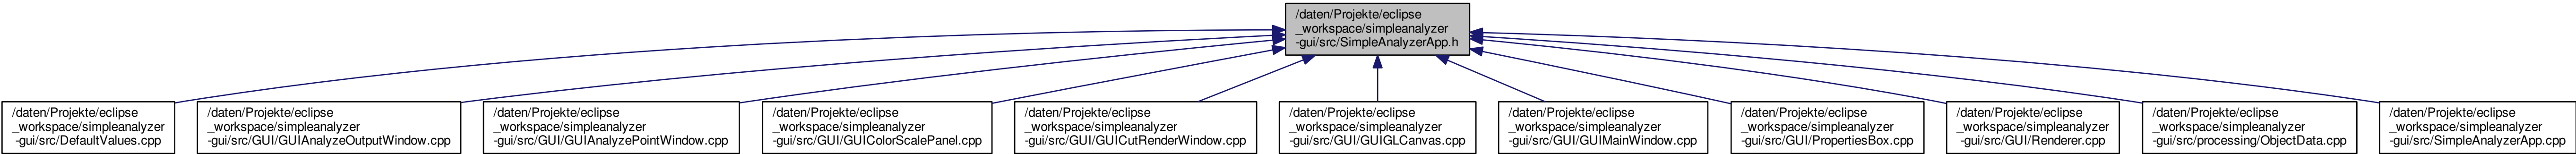 /daten/Projekte/eclipse
_workspace/simpleanalyzer
-gui/src/SimpleAnalyzerApp.h
/daten/Projekte/eclipse
_workspace/simpleanalyzer
-gui/src/DefaultValues.cpp
/daten/Projekte/eclipse
_workspace/simpleanalyzer
-gui/src/GUI/GUIAnalyzeOutputWindow.cpp
/daten/Projekte/eclipse
_workspace/simpleanalyzer
-gui/src/GUI/GUIAnalyzePointWindow.cpp
/daten/Projekte/eclipse
_workspace/simpleanalyzer
-gui/src/GUI/GUIColorScalePanel.cpp
/daten/Projekte/eclipse
_workspace/simpleanalyzer
-gui/src/GUI/GUICutRenderWindow.cpp
/daten/Projekte/eclipse
_workspace/simpleanalyzer
-gui/src/GUI/GUIGLCanvas.cpp
/daten/Projekte/eclipse
_workspace/simpleanalyzer
-gui/src/GUI/GUIMainWindow.cpp
/daten/Projekte/eclipse
_workspace/simpleanalyzer
-gui/src/GUI/PropertiesBox.cpp
/daten/Projekte/eclipse
_workspace/simpleanalyzer
-gui/src/GUI/Renderer.cpp
/daten/Projekte/eclipse
_workspace/simpleanalyzer
-gui/src/processing/ObjectData.cpp
/daten/Projekte/eclipse
_workspace/simpleanalyzer
-gui/src/SimpleAnalyzerApp.cpp